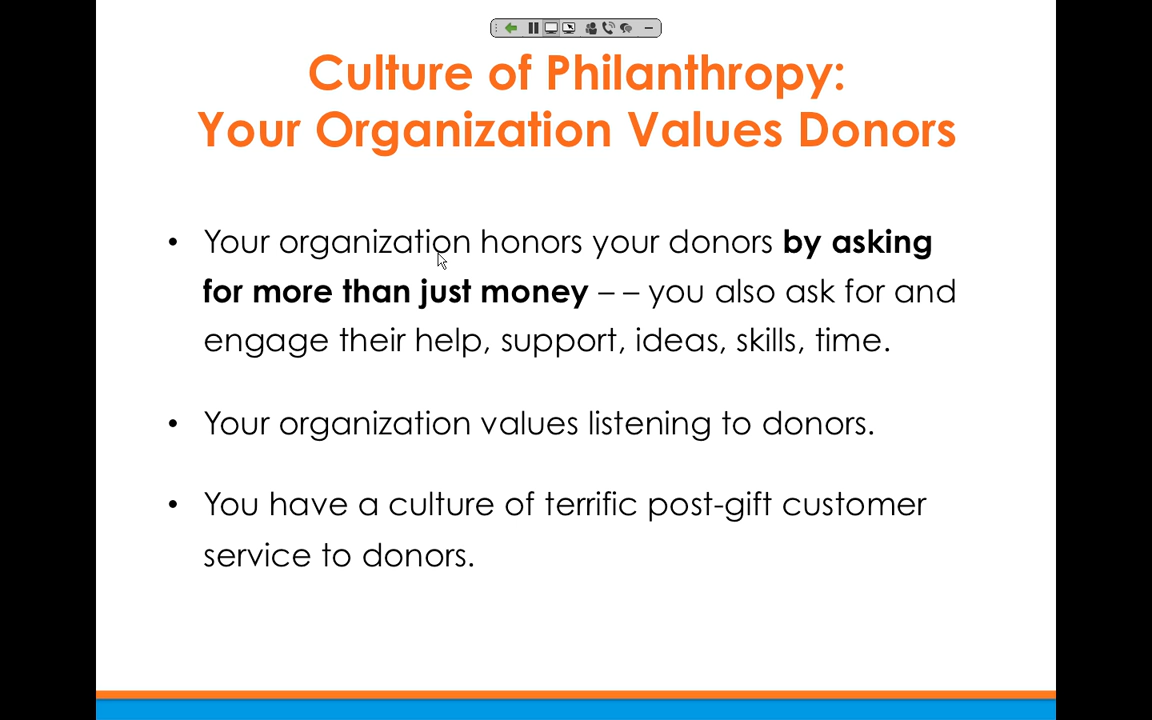 Culture of Philanthropy:
Your Organization Values Donors
• Your organization honors your donors by asking
for more than just money – – you also ask for and
engage their help, support, ideas, skills, time.
• Your organization values listening to donors.
• You have a culture of terrific post-gift customer
service to donors.